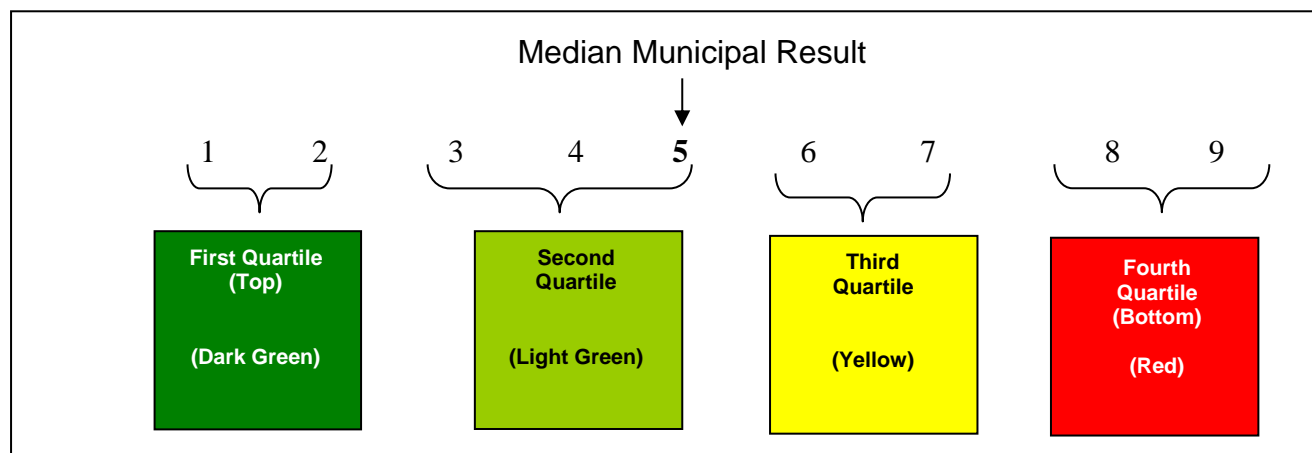 Median Municipal Result
1 2 3 4 5 6 7 8 9
First Quartile
(Top)
(Dark Green)
Second
Quartile
(Light Green)
Third
Quartile
(Yellow)
Fourth
Quartile
(Bottom)
(Red)